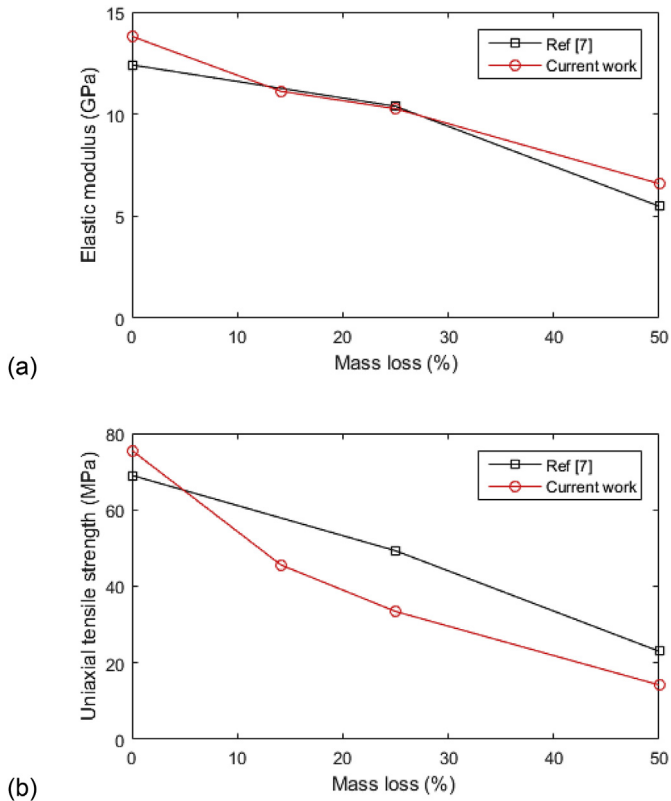 15
10
5
0
Elastic modulus (GPa)
Ref [7]
Current work
0 10 20 30 40 50
Mass loss (%)
(a)
80
60
40
20
0
Uniaxial tensile strength (MPa)
Ref [7]
Current work
0 10 20 30 40 50
Mass loss (%)
(b)